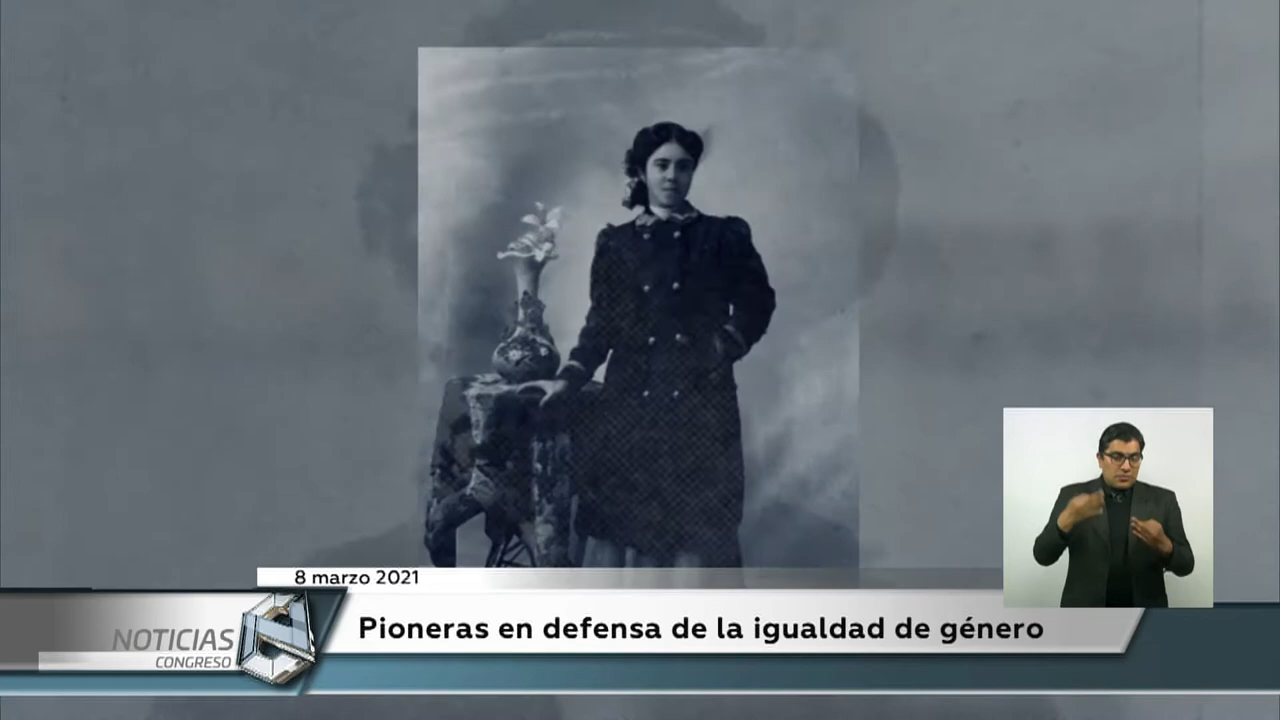 8 marzo 2021
Pioneras en defensa de la igualdad de género
NOTICIAS
CONGRESO